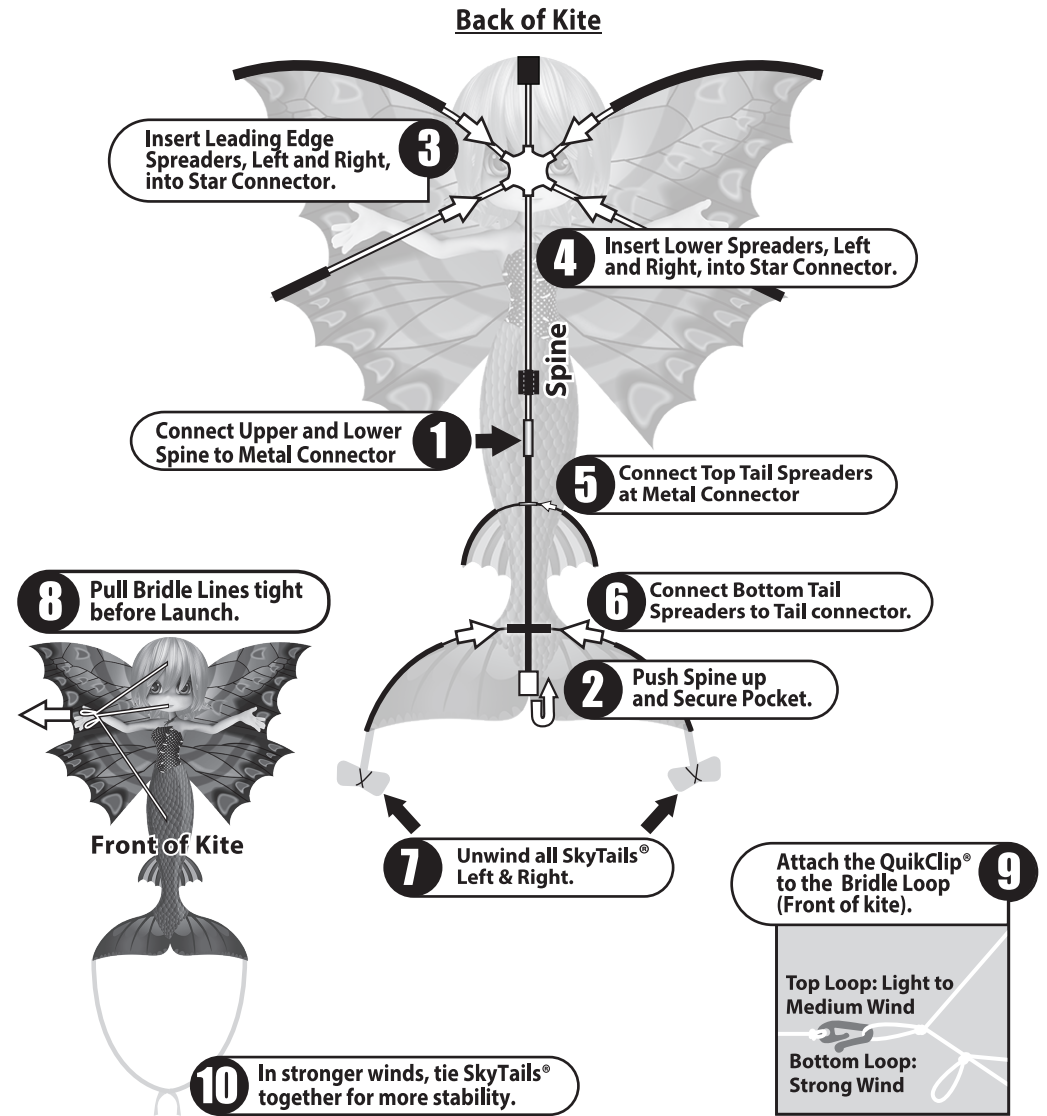 Back of Kite
3
Insert Leading Edge
Spreaders, Left and Right,
into Star Connector.
4
Insert Lower Spreaders, Left
and Right, into Star Connector.
Spine
Connect Upper and Lower
Spine to Metal Connector
1
5
Connect Top Tail Spreaders
at Metal Connector
8
Pull Bridle Lines tight
before Launch.
6
Connect Bottom Tail
Spreaders to Tail connector.
2
Push Spine up
and Secure Pocket.
Front of Kite
7
Unwind all SkyTails®
Left & Right.
Attach the QuikClip®
to the Bridle Loop
(Front of kite).
9
Top Loop: Light to
Medium Wind
Bottom Loop:
Strong Wind
10
In stronger winds, tie SkyTails®
together for more stability.